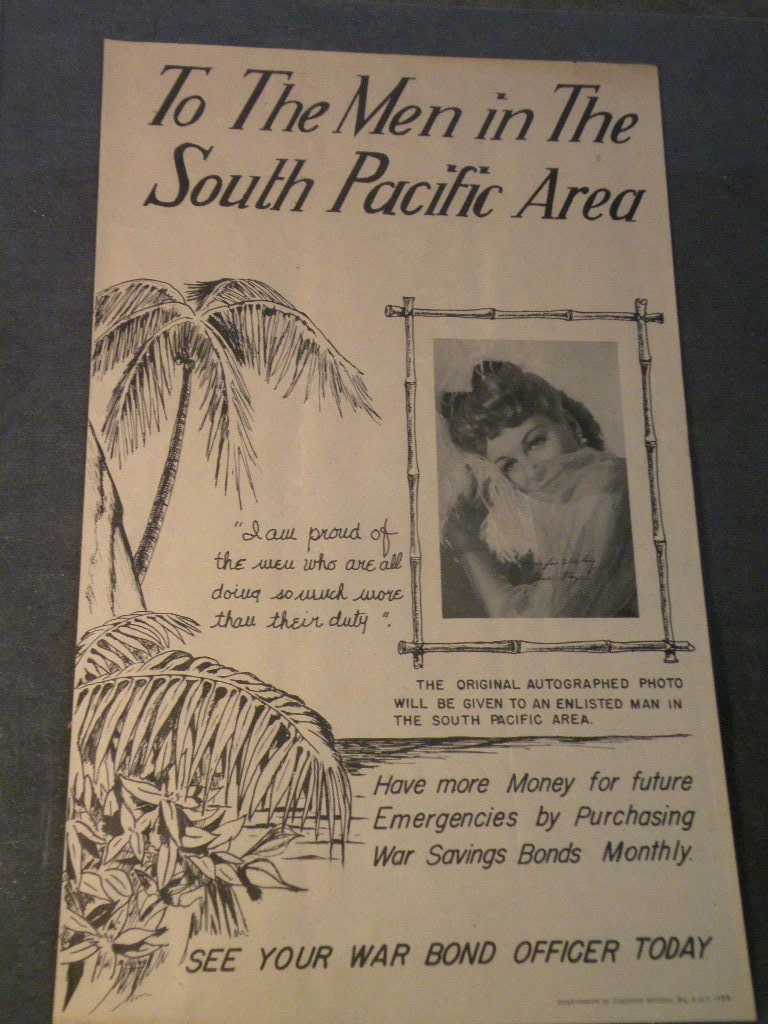 To The Men in The
South Pacific Area
"I am proud of
the men who are all
doing so much more
than their duty".
THE ORIGINAL AUTOGRAPHED PHOTO
WILL BE GIVEN TO AN ENLISTED MAN IN
THE SOUTH PACIFIC AREA.
Have more Money for future
Emergencies by Purchasing
War Savings Bonds Monthly.
SEE YOUR WAR BOND OFFICER TODAY